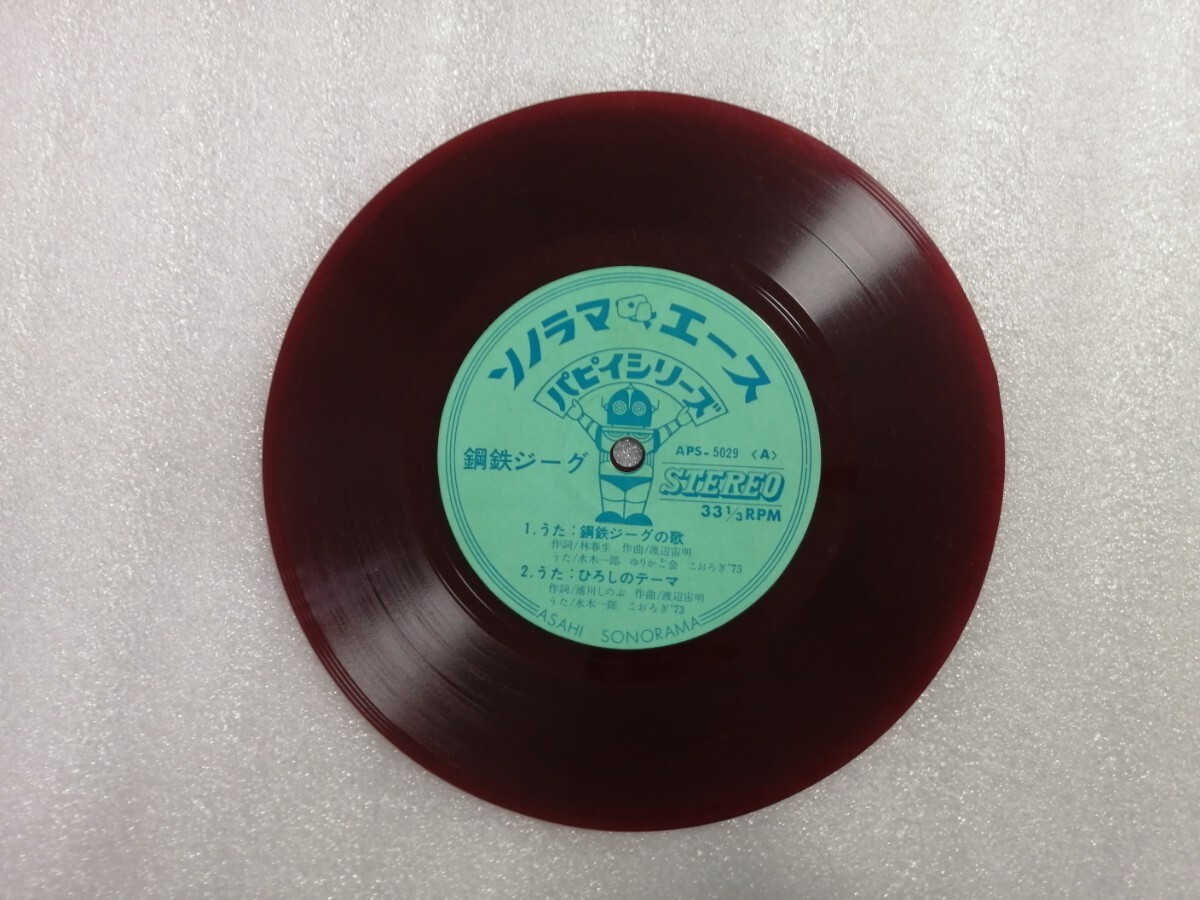 ソノラマ エース
パピイシリーズ
鋼鉄ジーグ
APS-5029 〈A〉
STEREO
33 1/3 RPM
1.うた:鋼鉄ジーグの歌
作詞/林春生 作曲/渡辺宙明
うた/水木一郎 ゆりかご会 こおろぎ'73
2.うた:ひろしのテーマ
作詞/浦川しのぶ 作曲/渡辺宙明
うた/水木一郎 こおろぎ'73
ASAHI SONORAMA